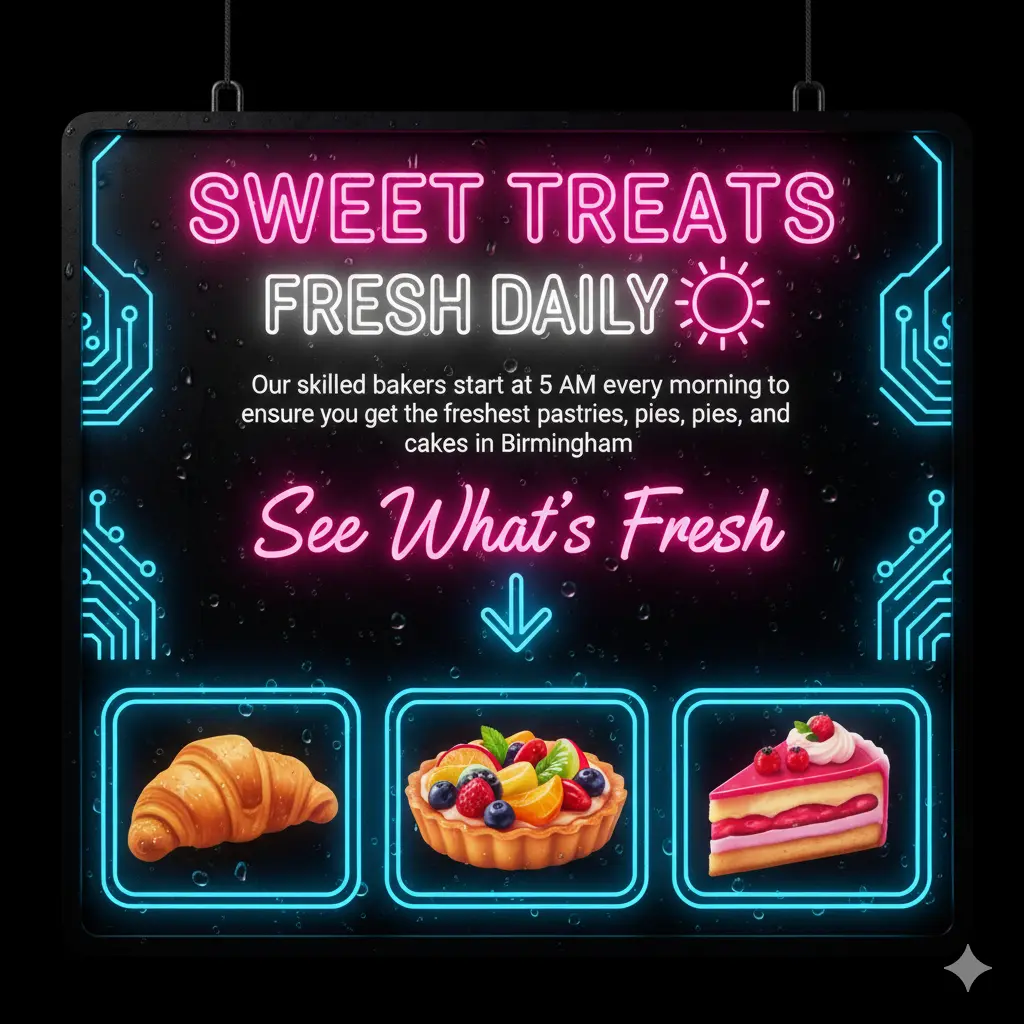 SWEET TREATS
FRESH DAILY
Our skilled bakers start at 5 AM every morning to
ensure you get the freshest pastries, pies, pies, and
cakes in Birmingham
See What's Fresh